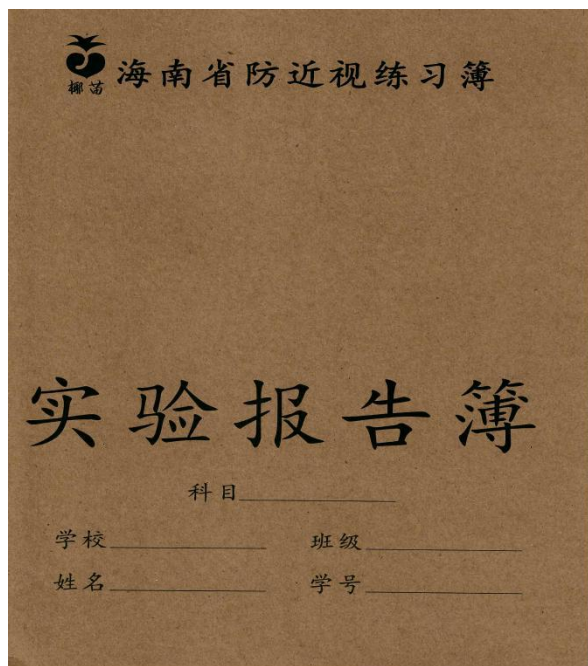 椰苗
海南省防近视练习簿
实验报告簿
科目
学校 班级
姓名 学号